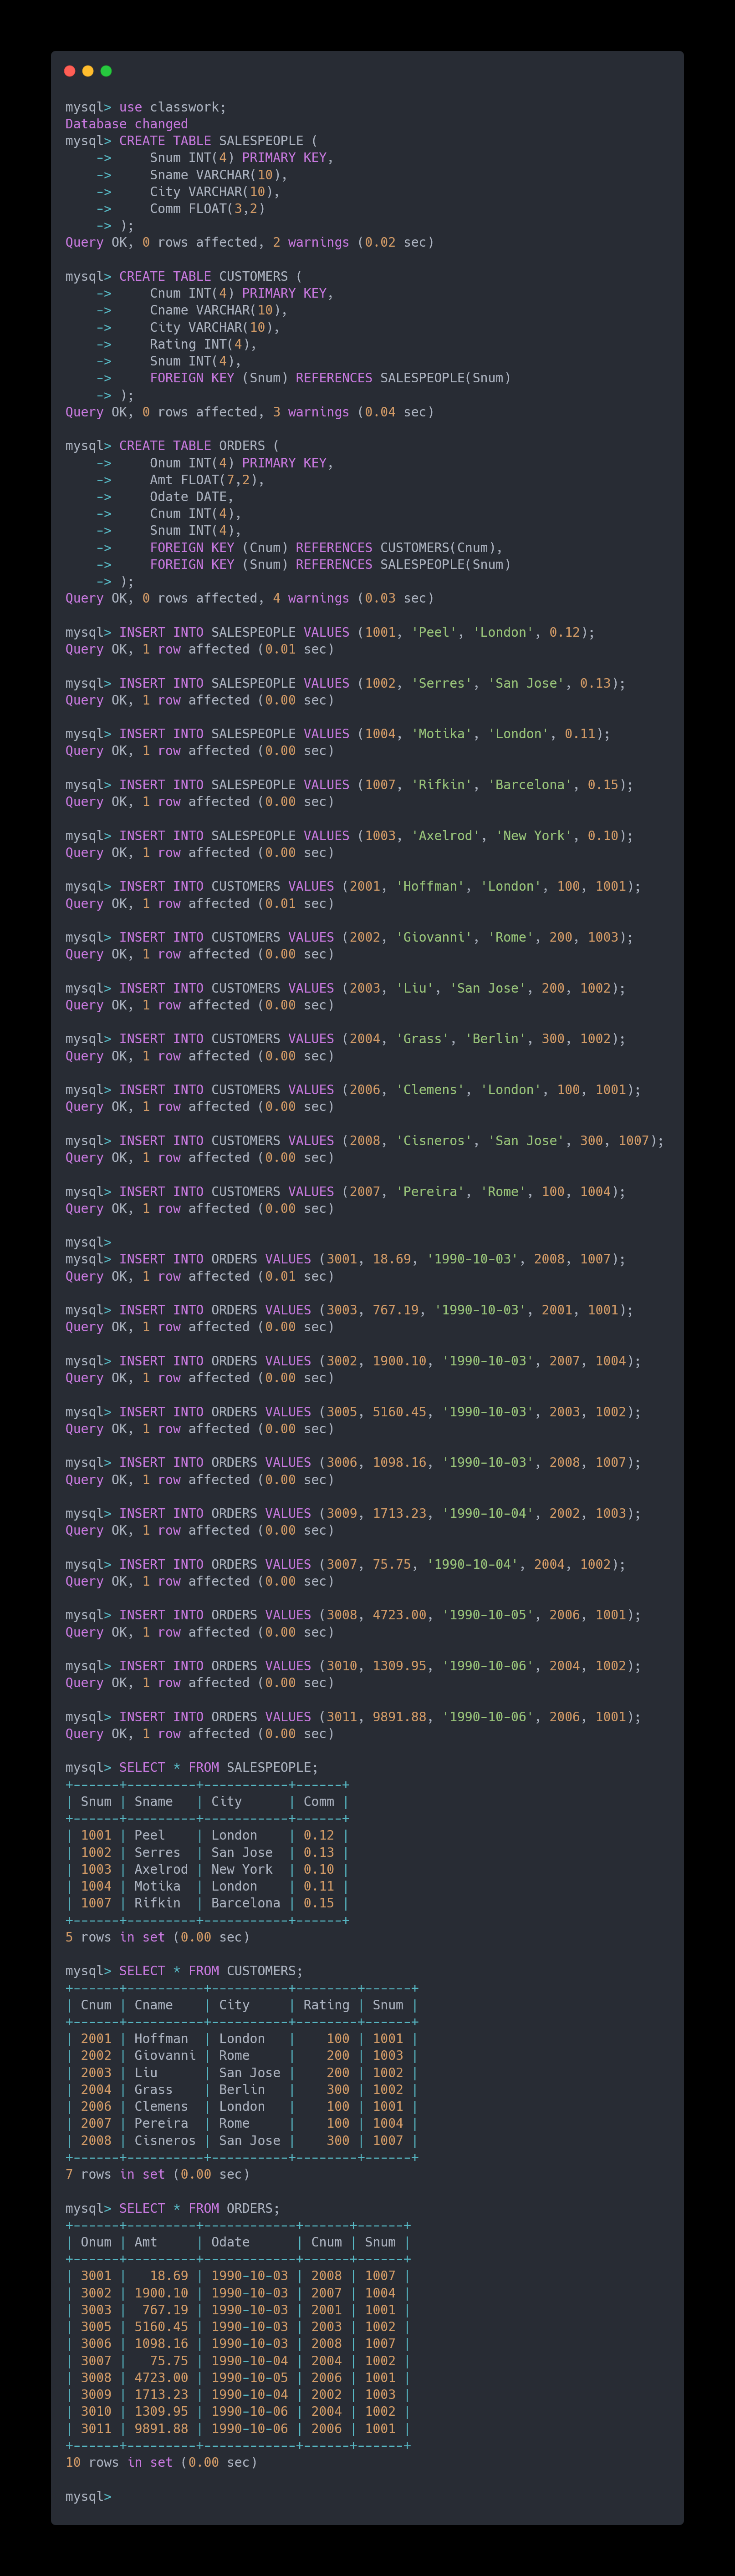 mysql> use classwork;
Database changed
mysql> CREATE TABLE SALESPEOPLE (
    ->     Snum INT(4) PRIMARY KEY,
    ->     Sname VARCHAR(10),
    ->     City VARCHAR(10),
    ->     Comm FLOAT(3,2)
    -> );
Query OK, 0 rows affected, 2 warnings (0.02 sec)

mysql> CREATE TABLE CUSTOMERS (
    ->     Cnum INT(4) PRIMARY KEY,
    ->     Cname VARCHAR(10),
    ->     City VARCHAR(10),
    ->     Rating INT(4),
    ->     Snum INT(4),
    ->     FOREIGN KEY (Snum) REFERENCES SALESPEOPLE(Snum)
    -> );
Query OK, 0 rows affected, 3 warnings (0.04 sec)

mysql> CREATE TABLE ORDERS (
    ->     Onum INT(4) PRIMARY KEY,
    ->     Amt FLOAT(7,2),
    ->     Odate DATE,
    ->     Cnum INT(4),
    ->     Snum INT(4),
    ->     FOREIGN KEY (Cnum) REFERENCES CUSTOMERS(Cnum),
    ->     FOREIGN KEY (Snum) REFERENCES SALESPEOPLE(Snum)
    -> );
Query OK, 0 rows affected, 4 warnings (0.03 sec)

mysql> INSERT INTO SALESPEOPLE VALUES (1001, 'Peel', 'London', 0.12);
Query OK, 1 row affected (0.01 sec)

mysql> INSERT INTO SALESPEOPLE VALUES (1002, 'Serres', 'San Jose', 0.13);
Query OK, 1 row affected (0.00 sec)

mysql> INSERT INTO SALESPEOPLE VALUES (1004, 'Motika', 'London', 0.11);
Query OK, 1 row affected (0.00 sec)

mysql> INSERT INTO SALESPEOPLE VALUES (1007, 'Rifkin', 'Barcelona', 0.15);
Query OK, 1 row affected (0.00 sec)

mysql> INSERT INTO SALESPEOPLE VALUES (1003, 'Axelrod', 'New York', 0.10);
Query OK, 1 row affected (0.00 sec)

mysql> INSERT INTO CUSTOMERS VALUES (2001, 'Hoffman', 'London', 100, 1001);
Query OK, 1 row affected (0.01 sec)

mysql> INSERT INTO CUSTOMERS VALUES (2002, 'Giovanni', 'Rome', 200, 1003);
Query OK, 1 row affected (0.00 sec)

mysql> INSERT INTO CUSTOMERS VALUES (2003, 'Liu', 'San Jose', 200, 1002);
Query OK, 1 row affected (0.00 sec)

mysql> INSERT INTO CUSTOMERS VALUES (2004, 'Grass', 'Berlin', 300, 1002);
Query OK, 1 row affected (0.00 sec)

mysql> INSERT INTO CUSTOMERS VALUES (2006, 'Clemens', 'London', 100, 1001);
Query OK, 1 row affected (0.00 sec)

mysql> INSERT INTO CUSTOMERS VALUES (2008, 'Cisneros', 'San Jose', 300, 1007);
Query OK, 1 row affected (0.00 sec)

mysql> INSERT INTO CUSTOMERS VALUES (2007, 'Pereira', 'Rome', 100, 1004);
Query OK, 1 row affected (0.00 sec)

mysql>
mysql> INSERT INTO ORDERS VALUES (3001, 18.69, '1990-10-03', 2008, 1007);
Query OK, 1 row affected (0.01 sec)

mysql> INSERT INTO ORDERS VALUES (3003, 767.19, '1990-10-03', 2001, 1001);
Query OK, 1 row affected (0.00 sec)

mysql> INSERT INTO ORDERS VALUES (3002, 1900.10, '1990-10-03', 2007, 1004);
Query OK, 1 row affected (0.00 sec)

mysql> INSERT INTO ORDERS VALUES (3005, 5160.45, '1990-10-03', 2003, 1002);
Query OK, 1 row affected (0.00 sec)

mysql> INSERT INTO ORDERS VALUES (3006, 1098.16, '1990-10-03', 2008, 1007);
Query OK, 1 row affected (0.00 sec)

mysql> INSERT INTO ORDERS VALUES (3009, 1713.23, '1990-10-04', 2002, 1003);
Query OK, 1 row affected (0.00 sec)

mysql> INSERT INTO ORDERS VALUES (3007, 75.75, '1990-10-04', 2004, 1002);
Query OK, 1 row affected (0.00 sec)

mysql> INSERT INTO ORDERS VALUES (3008, 4723.00, '1990-10-05', 2006, 1001);
Query OK, 1 row affected (0.00 sec)

mysql> INSERT INTO ORDERS VALUES (3010, 1309.95, '1990-10-06', 2004, 1002);
Query OK, 1 row affected (0.00 sec)

mysql> INSERT INTO ORDERS VALUES (3011, 9891.88, '1990-10-06', 2006, 1001);
Query OK, 1 row affected (0.00 sec)

mysql> SELECT * FROM SALESPEOPLE;
+------+---------+-----------+------+
| Snum | Sname   | City      | Comm |
+------+---------+-----------+------+
| 1001 | Peel    | London    | 0.12 |
| 1002 | Serres  | San Jose  | 0.13 |
| 1003 | Axelrod | New York  | 0.10 |
| 1004 | Motika  | London    | 0.11 |
| 1007 | Rifkin  | Barcelona | 0.15 |
+------+---------+-----------+------+
5 rows in set (0.00 sec)

mysql> SELECT * FROM CUSTOMERS;
+------+----------+----------+--------+------+
| Cnum | Cname    | City     | Rating | Snum |
+------+----------+----------+--------+------+
| 2001 | Hoffman  | London   |    100 | 1001 |
| 2002 | Giovanni | Rome     |    200 | 1003 |
| 2003 | Liu      | San Jose |    200 | 1002 |
| 2004 | Grass    | Berlin   |    300 | 1002 |
| 2006 | Clemens  | London   |    100 | 1001 |
| 2007 | Pereira  | Rome     |    100 | 1004 |
| 2008 | Cisneros | San Jose |    300 | 1007 |
+------+----------+----------+--------+------+
7 rows in set (0.00 sec)

mysql> SELECT * FROM ORDERS;
+------+---------+------------+------+------+
| Onum | Amt     | Odate      | Cnum | Snum |
+------+---------+------------+------+------+
| 3001 |   18.69 | 1990-10-03 | 2008 | 1007 |
| 3002 | 1900.10 | 1990-10-03 | 2007 | 1004 |
| 3003 |  767.19 | 1990-10-03 | 2001 | 1001 |
| 3005 | 5160.45 | 1990-10-03 | 2003 | 1002 |
| 3006 | 1098.16 | 1990-10-03 | 2008 | 1007 |
| 3007 |   75.75 | 1990-10-04 | 2004 | 1002 |
| 3008 | 4723.00 | 1990-10-05 | 2006 | 1001 |
| 3009 | 1713.23 | 1990-10-04 | 2002 | 1003 |
| 3010 | 1309.95 | 1990-10-06 | 2004 | 1002 |
| 3011 | 9891.88 | 1990-10-06 | 2006 | 1001 |
+------+---------+------------+------+------+
10 rows in set (0.00 sec)

mysql>